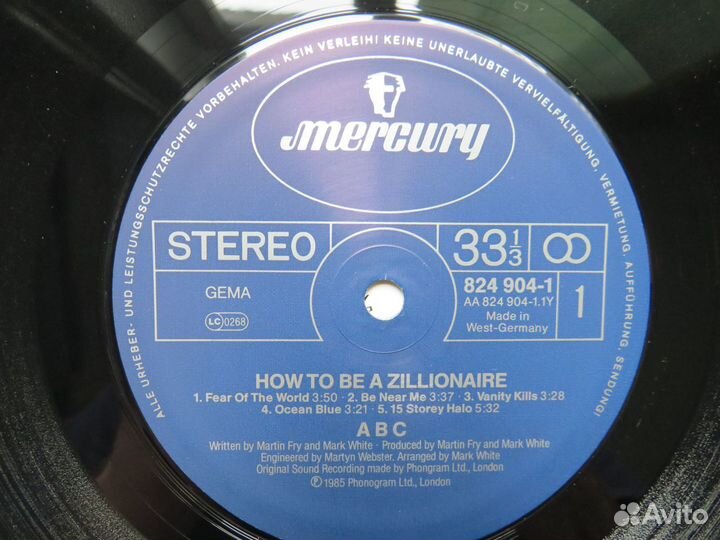 ALLE URHEBER- UND LEISTUNGSSCHUTZRECHTE VORBEHALTEN. KEIN VERLEIH! KEINE UNERLAUBTE VERVIELFÄLTIGUNG, VERMIETUNG, AUFFÜHRUNG, SENDUNG!
mercury
STEREO 33 1/3 ∞
GEMA 824 904-1 1
AA 824 904-1.1Y
LC 0268 Made in
West-Germany
HOW TO BE A ZILLIONAIRE
1. Fear Of The World 3:50 · 2. Be Near Me 3:37 · 3. Vanity Kills 3:28
4. Ocean Blue 3:21 · 5. 15 Storey Halo 5:32
ABC
Written by Martin Fry and Mark White · Produced by Martin Fry and Mark White
Engineered by Martyn Webster. Arranged by Mark White
Original Sound Recording made by Phongram Ltd., London
Ⓟ1985 Phonogram Ltd., London
Avito